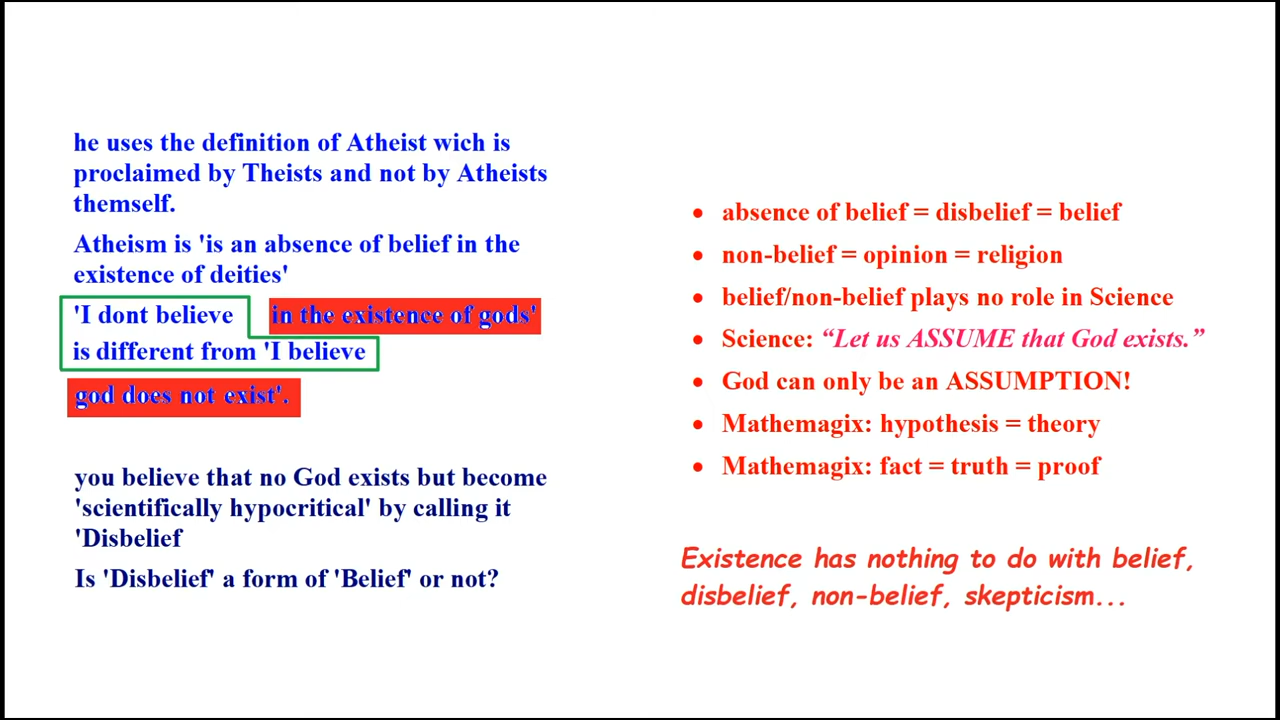 he uses the definition of Atheist wich is
proclaimed by Theists and not by Atheists
themself.
Atheism is 'is an absence of belief in the
existence of deities'
'I dont believe in the existence of gods'
is different from 'I believe
god does not exist'.
you believe that no God exists but become
'scientifically hypocritical' by calling it
'Disbelief
Is 'Disbelief' a form of 'Belief' or not?
• absence of belief = disbelief = belief
• non-belief = opinion = religion
• belief/non-belief plays no role in Science
• Science: “Let us ASSUME that God exists.”
• God can only be an ASSUMPTION!
• Mathemagix: hypothesis = theory
• Mathemagix: fact = truth = proof
Existence has nothing to do with belief,
disbelief, non-belief, skepticism...